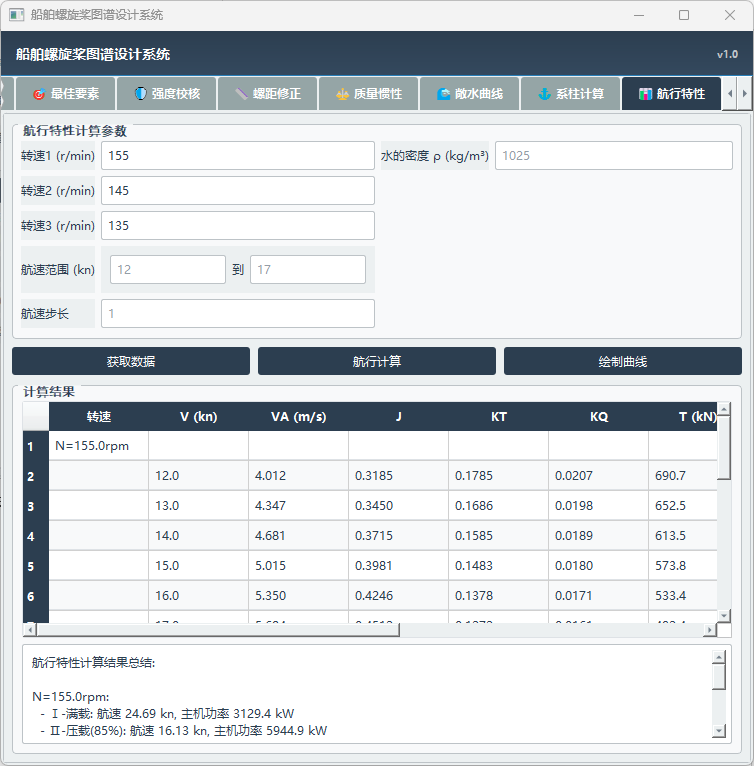 船舶螺旋桨图谱设计系统
船舶螺旋桨图谱设计系统 v1.0
最佳要素 强度校核 螺距修正 质量惯性 敞水曲线 系柱计算 航行特性
航行特性计算参数
转速1 (r/min) 155 水的密度 ρ (kg/m³) 1025
转速2 (r/min) 145
转速3 (r/min) 135
航速范围 (kn) 12 到 17
航速步长 1
获取数据 航行计算 绘制曲线
计算结果
转速 V (kn) VA (m/s) J KT KQ T (kN)
1 N=155.0rpm
2 12.0 4.012 0.3185 0.1785 0.0207 690.7
3 13.0 4.347 0.3450 0.1686 0.0198 652.5
4 14.0 4.681 0.3715 0.1585 0.0189 613.5
5 15.0 5.015 0.3981 0.1483 0.0180 573.8
6 16.0 5.350 0.4246 0.1378 0.0171 533.4
航行特性计算结果总结:
N=155.0rpm:
- Ⅰ-满载: 航速 24.69 kn, 主机功率 3129.4 kW
- Ⅱ-压载(85%): 航速 16.13 kn, 主机功率 5944.9 kW